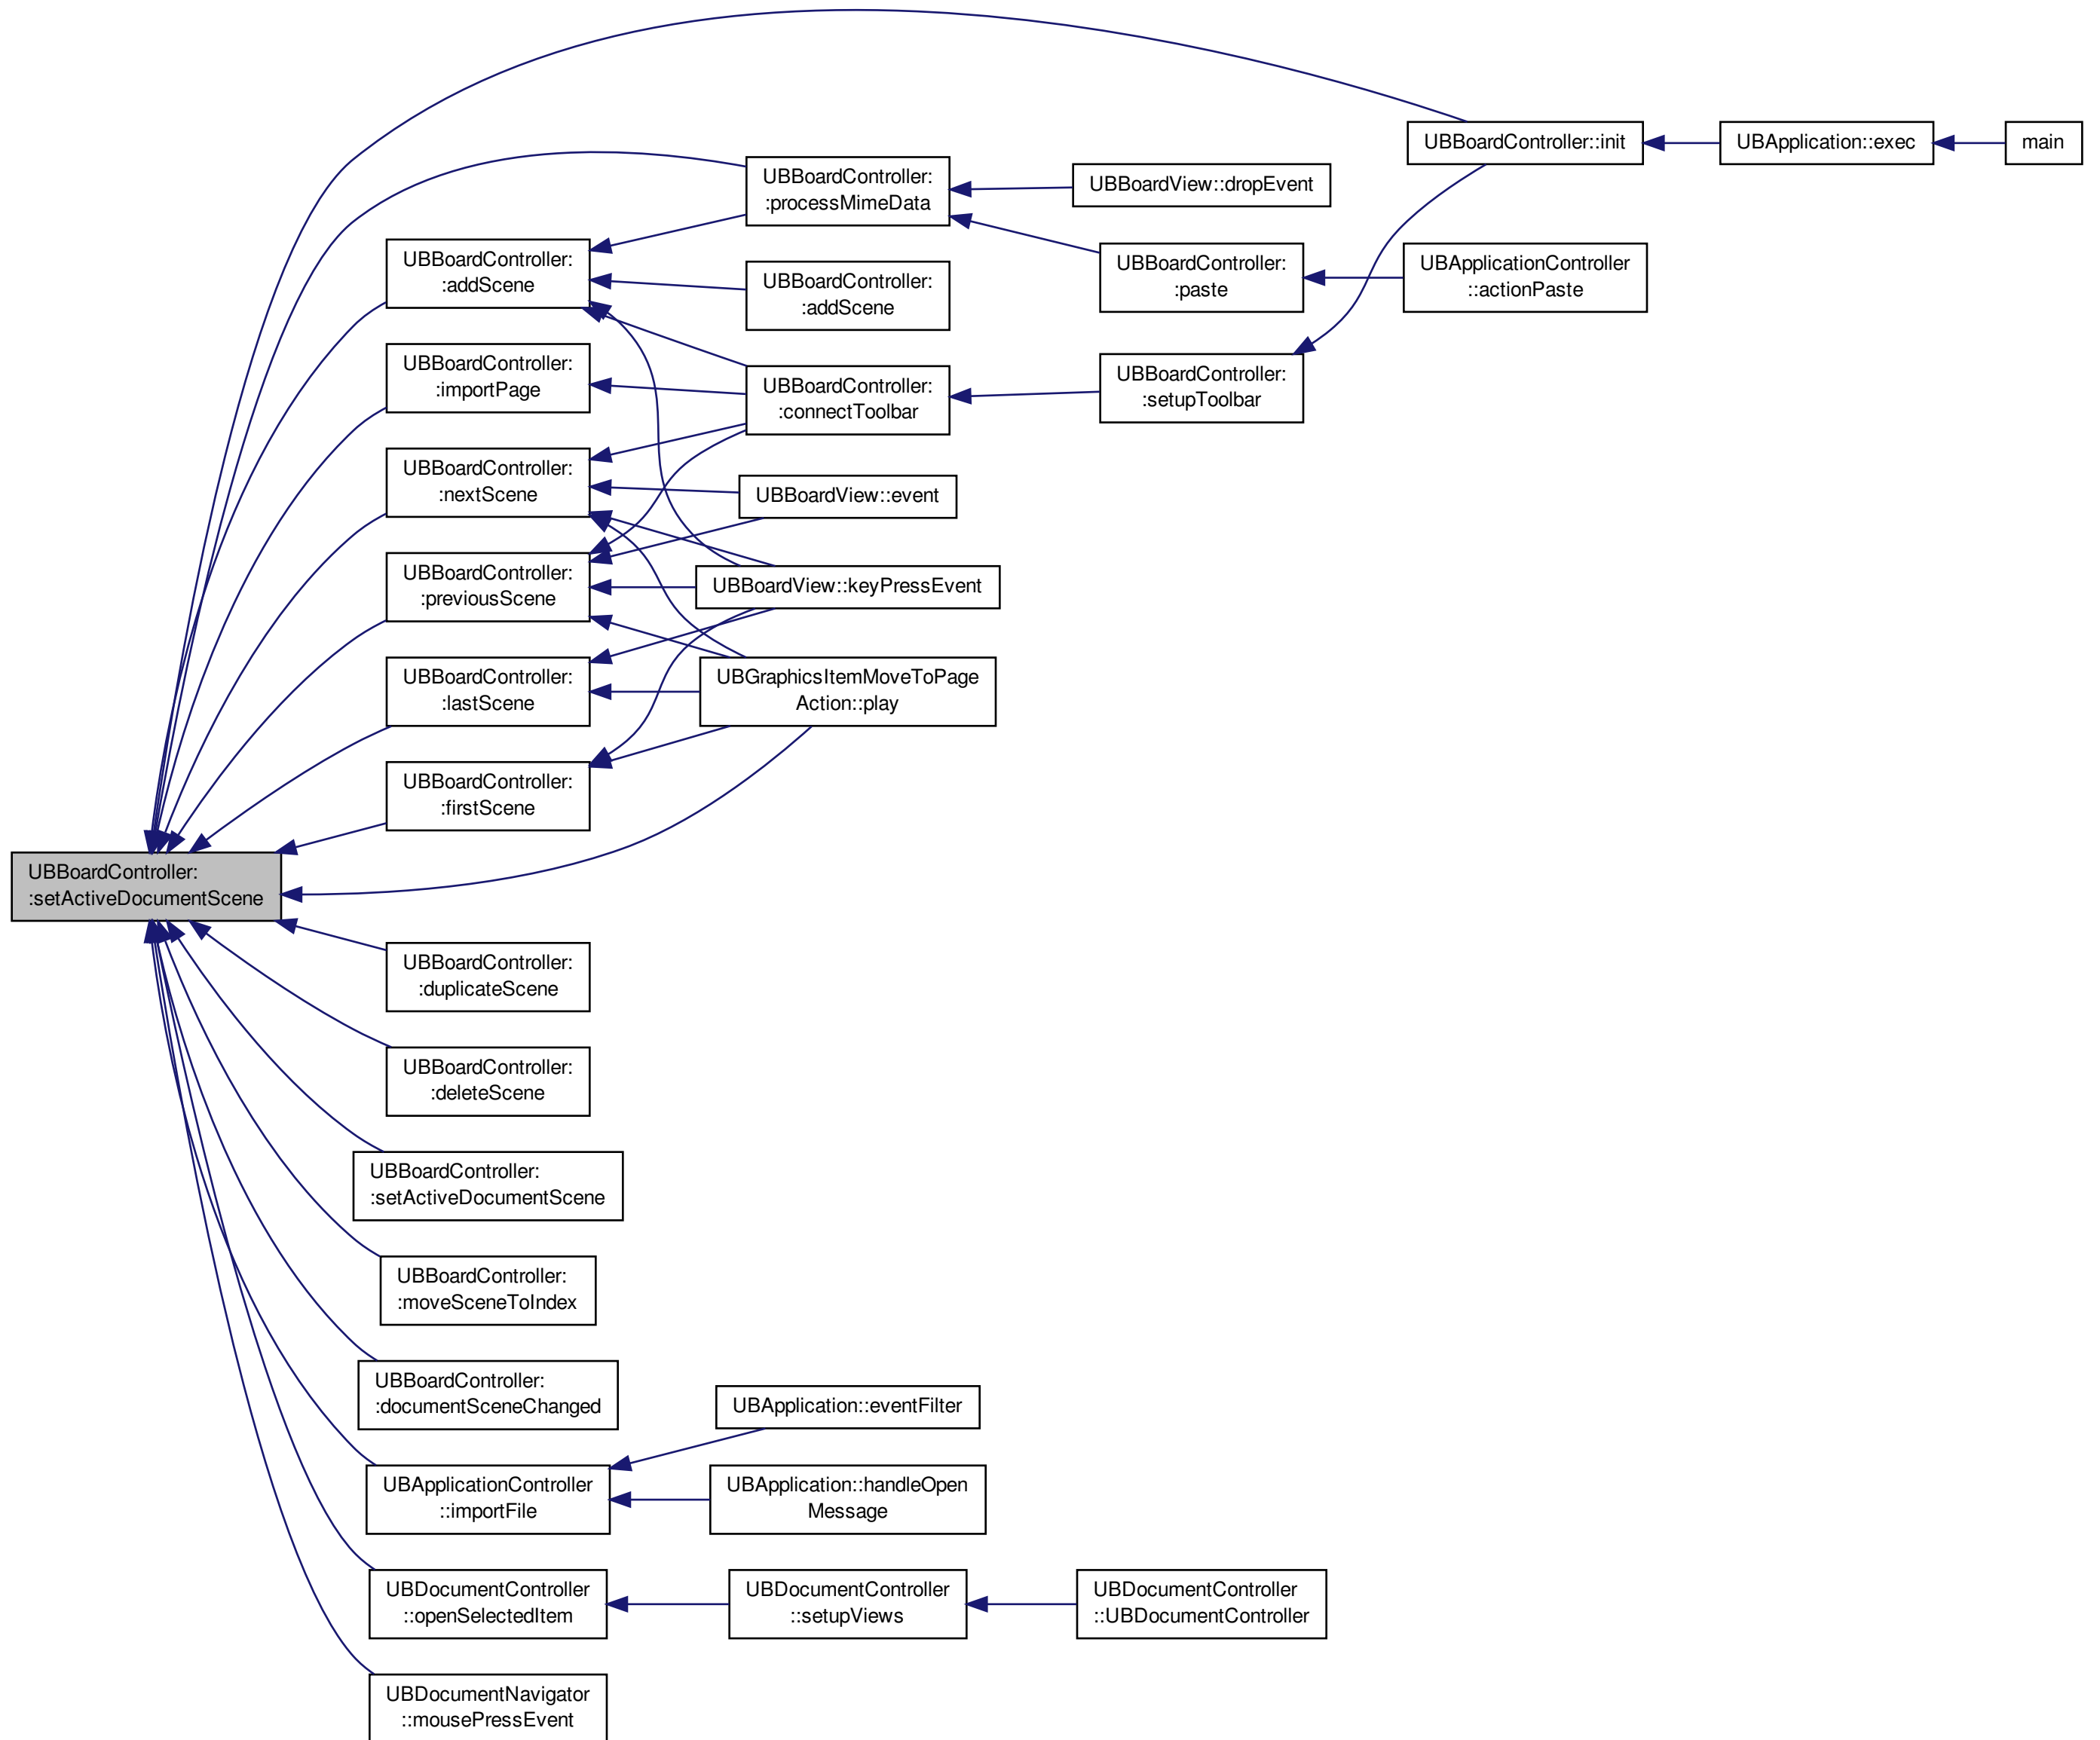 UBBoardController::init
UBApplication::exec
main
UBBoardController:
:processMimeData
UBBoardView::dropEvent
UBBoardController:
:addScene
UBBoardController:
:addScene
UBBoardController:
:paste
UBApplicationController
::actionPaste
UBBoardController:
:importPage
UBBoardController:
:connectToolbar
UBBoardController:
:setupToolbar
UBBoardController:
:nextScene
UBBoardView::event
UBBoardController:
:previousScene
UBBoardView::keyPressEvent
UBBoardController:
:lastScene
UBGraphicsItemMoveToPage
Action::play
UBBoardController:
:firstScene
UBBoardController:
:setActiveDocumentScene
UBBoardController:
:duplicateScene
UBBoardController:
:deleteScene
UBBoardController:
:setActiveDocumentScene
UBBoardController:
:moveSceneToIndex
UBBoardController:
:documentSceneChanged
UBApplication::eventFilter
UBApplicationController
::importFile
UBApplication::handleOpen
Message
UBDocumentController
::openSelectedItem
UBDocumentController
::setupViews
UBDocumentController
::UBDocumentController
UBDocumentNavigator
::mousePressEvent